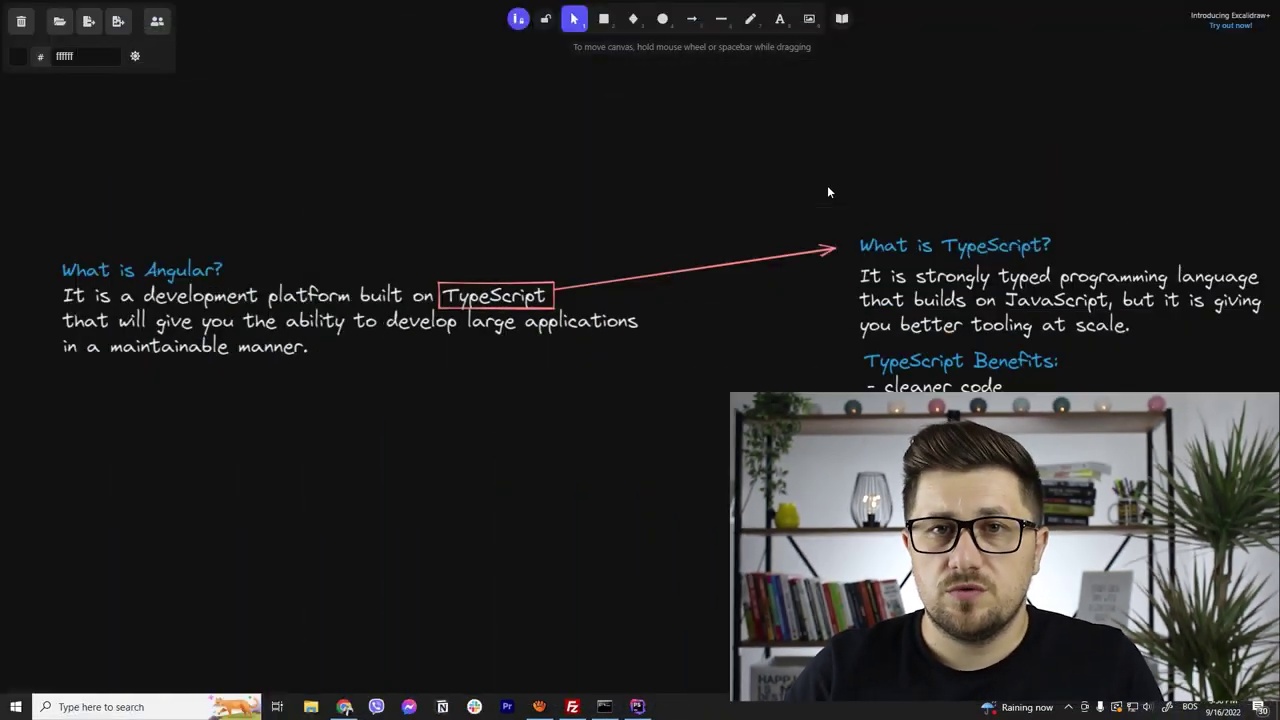 Introducing Excalidraw+
Try out now!
# ffffff
To move canvas, hold mouse wheel or spacebar while dragging
What is Angular?
It is a development platform built on TypeScript
that will give you the ability to develop large applications
in a maintainable manner.
What is TypeScript?
It is strongly typed programming language
that builds on JavaScript, but it is giving
you better tooling at scale.
TypeScript Benefits:
- cleaner code
Type here to search
Raining now
BOS
9/16/2022
30